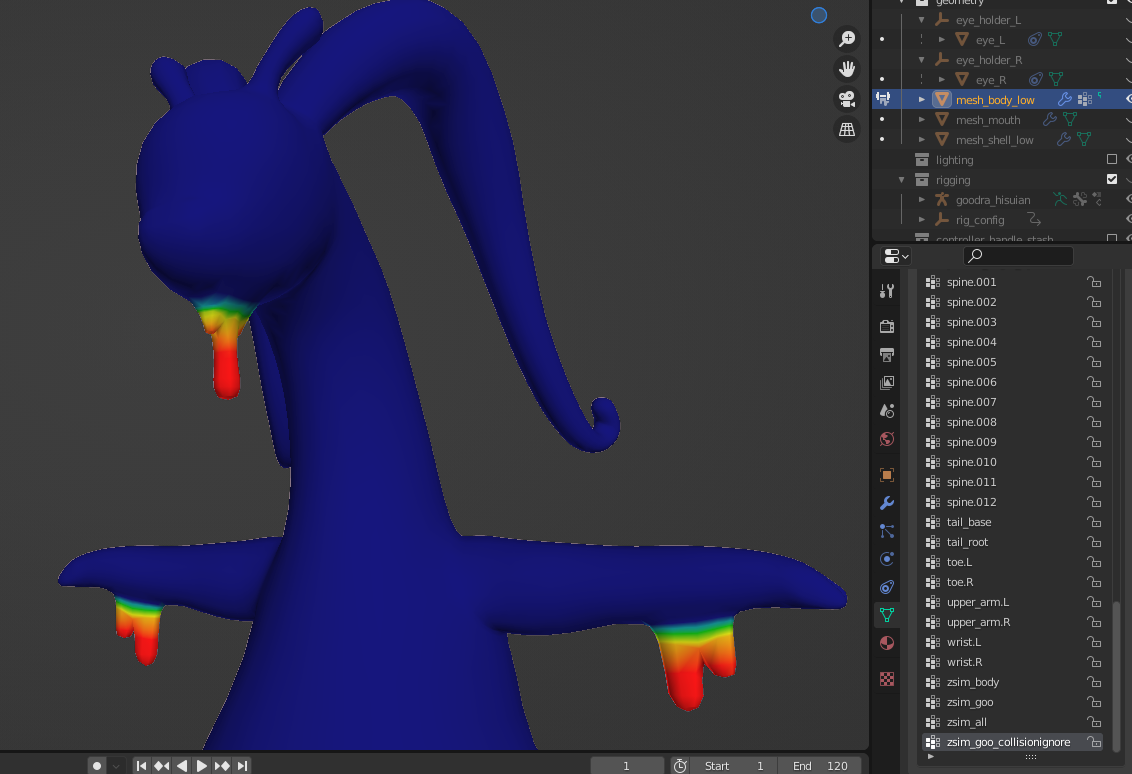 geometry
eye_holder_L
eye_L
eye_holder_R
eye_R
mesh_body_low
mesh_mouth
mesh_shell_low
lighting
rigging
goodra_hisuian
rig_config
controller_handle_stash
spine.001
spine.002
spine.003
spine.004
spine.005
spine.006
spine.007
spine.008
spine.009
spine.010
spine.011
spine.012
tail_base
tail_root
toe.L
toe.R
upper_arm.L
upper_arm.R
wrist.L
wrist.R
zsim_body
zsim_goo
zsim_all
zsim_goo_collisionignore
1 Start 1 End 120